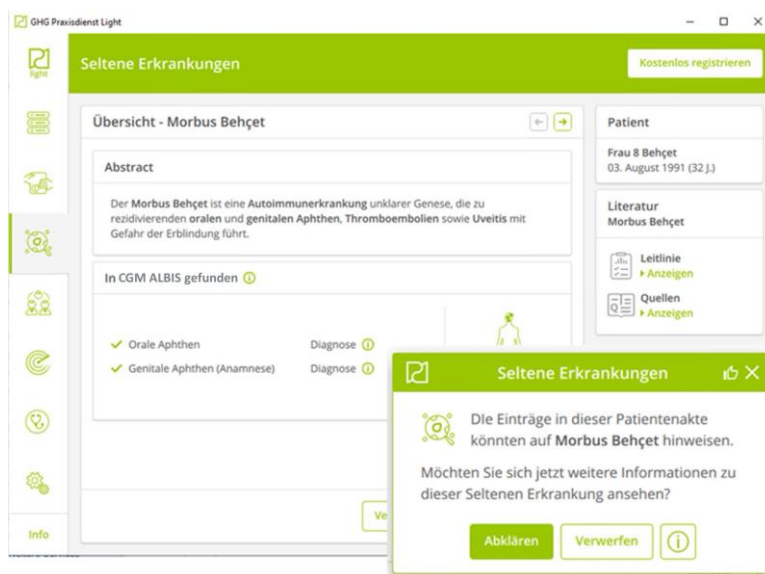 GHG Praxisdienst Light
light
Seltene Erkrankungen
Kostenlos registrieren
Übersicht - Morbus Behçet
Abstract
Der Morbus Behçet ist eine Autoimmunerkrankung unklarer Genese, die zu
rezidivierenden oralen und genitalen Aphthen, Thromboembolien sowie Uveitis mit
Gefahr der Erblindung führt.
In CGM ALBIS gefunden
Orale Aphthen Diagnose
Genitale Aphthen (Anamnese) Diagnose
Patient
Frau 8 Behçet
03. August 1991 (32 J.)
Literatur
Morbus Behçet
Leitlinie
Anzeigen
Quellen
Anzeigen
Info
Seltene Erkrankungen
DIe Einträge in dieser Patientenakte
könnten auf Morbus Behçet hinweisen.
Möchten Sie sich jetzt weitere Informationen zu
dieser Seltenen Erkrankung ansehen?
Abklären
Verwerfen